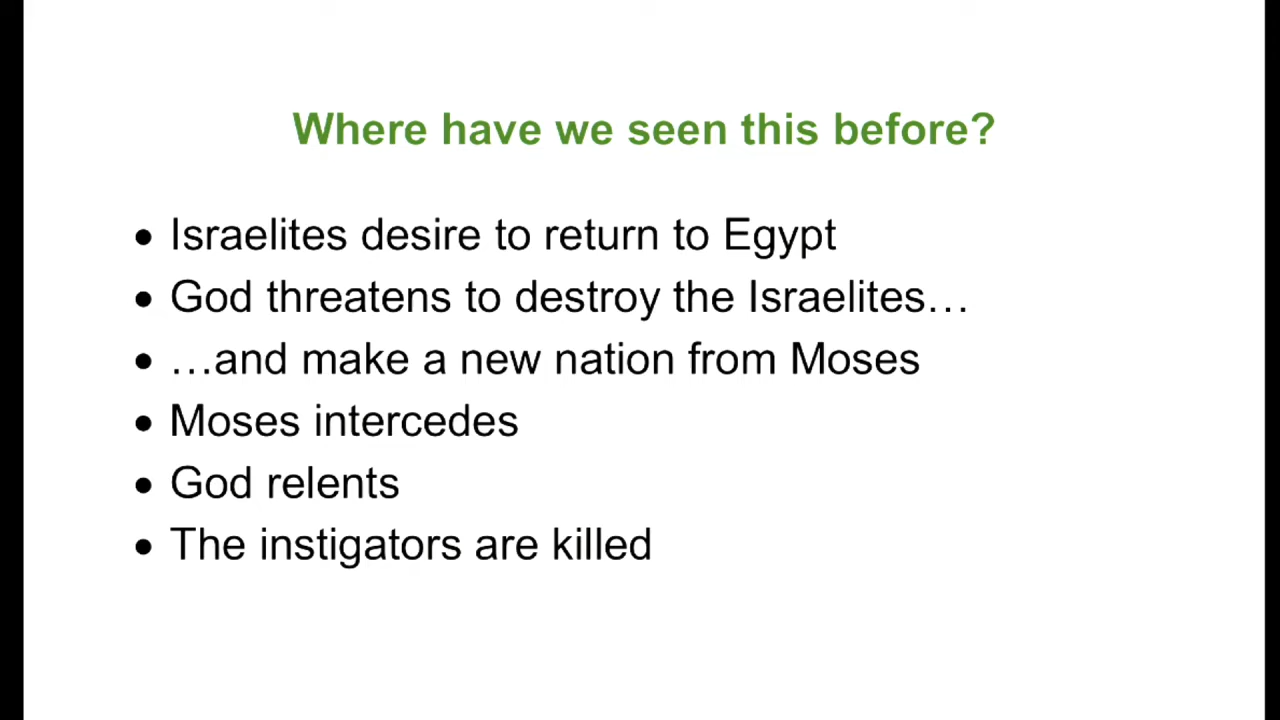 Where have we seen this before?
• Israelites desire to return to Egypt
• God threatens to destroy the Israelites…
• …and make a new nation from Moses
• Moses intercedes
• God relents
• The instigators are killed